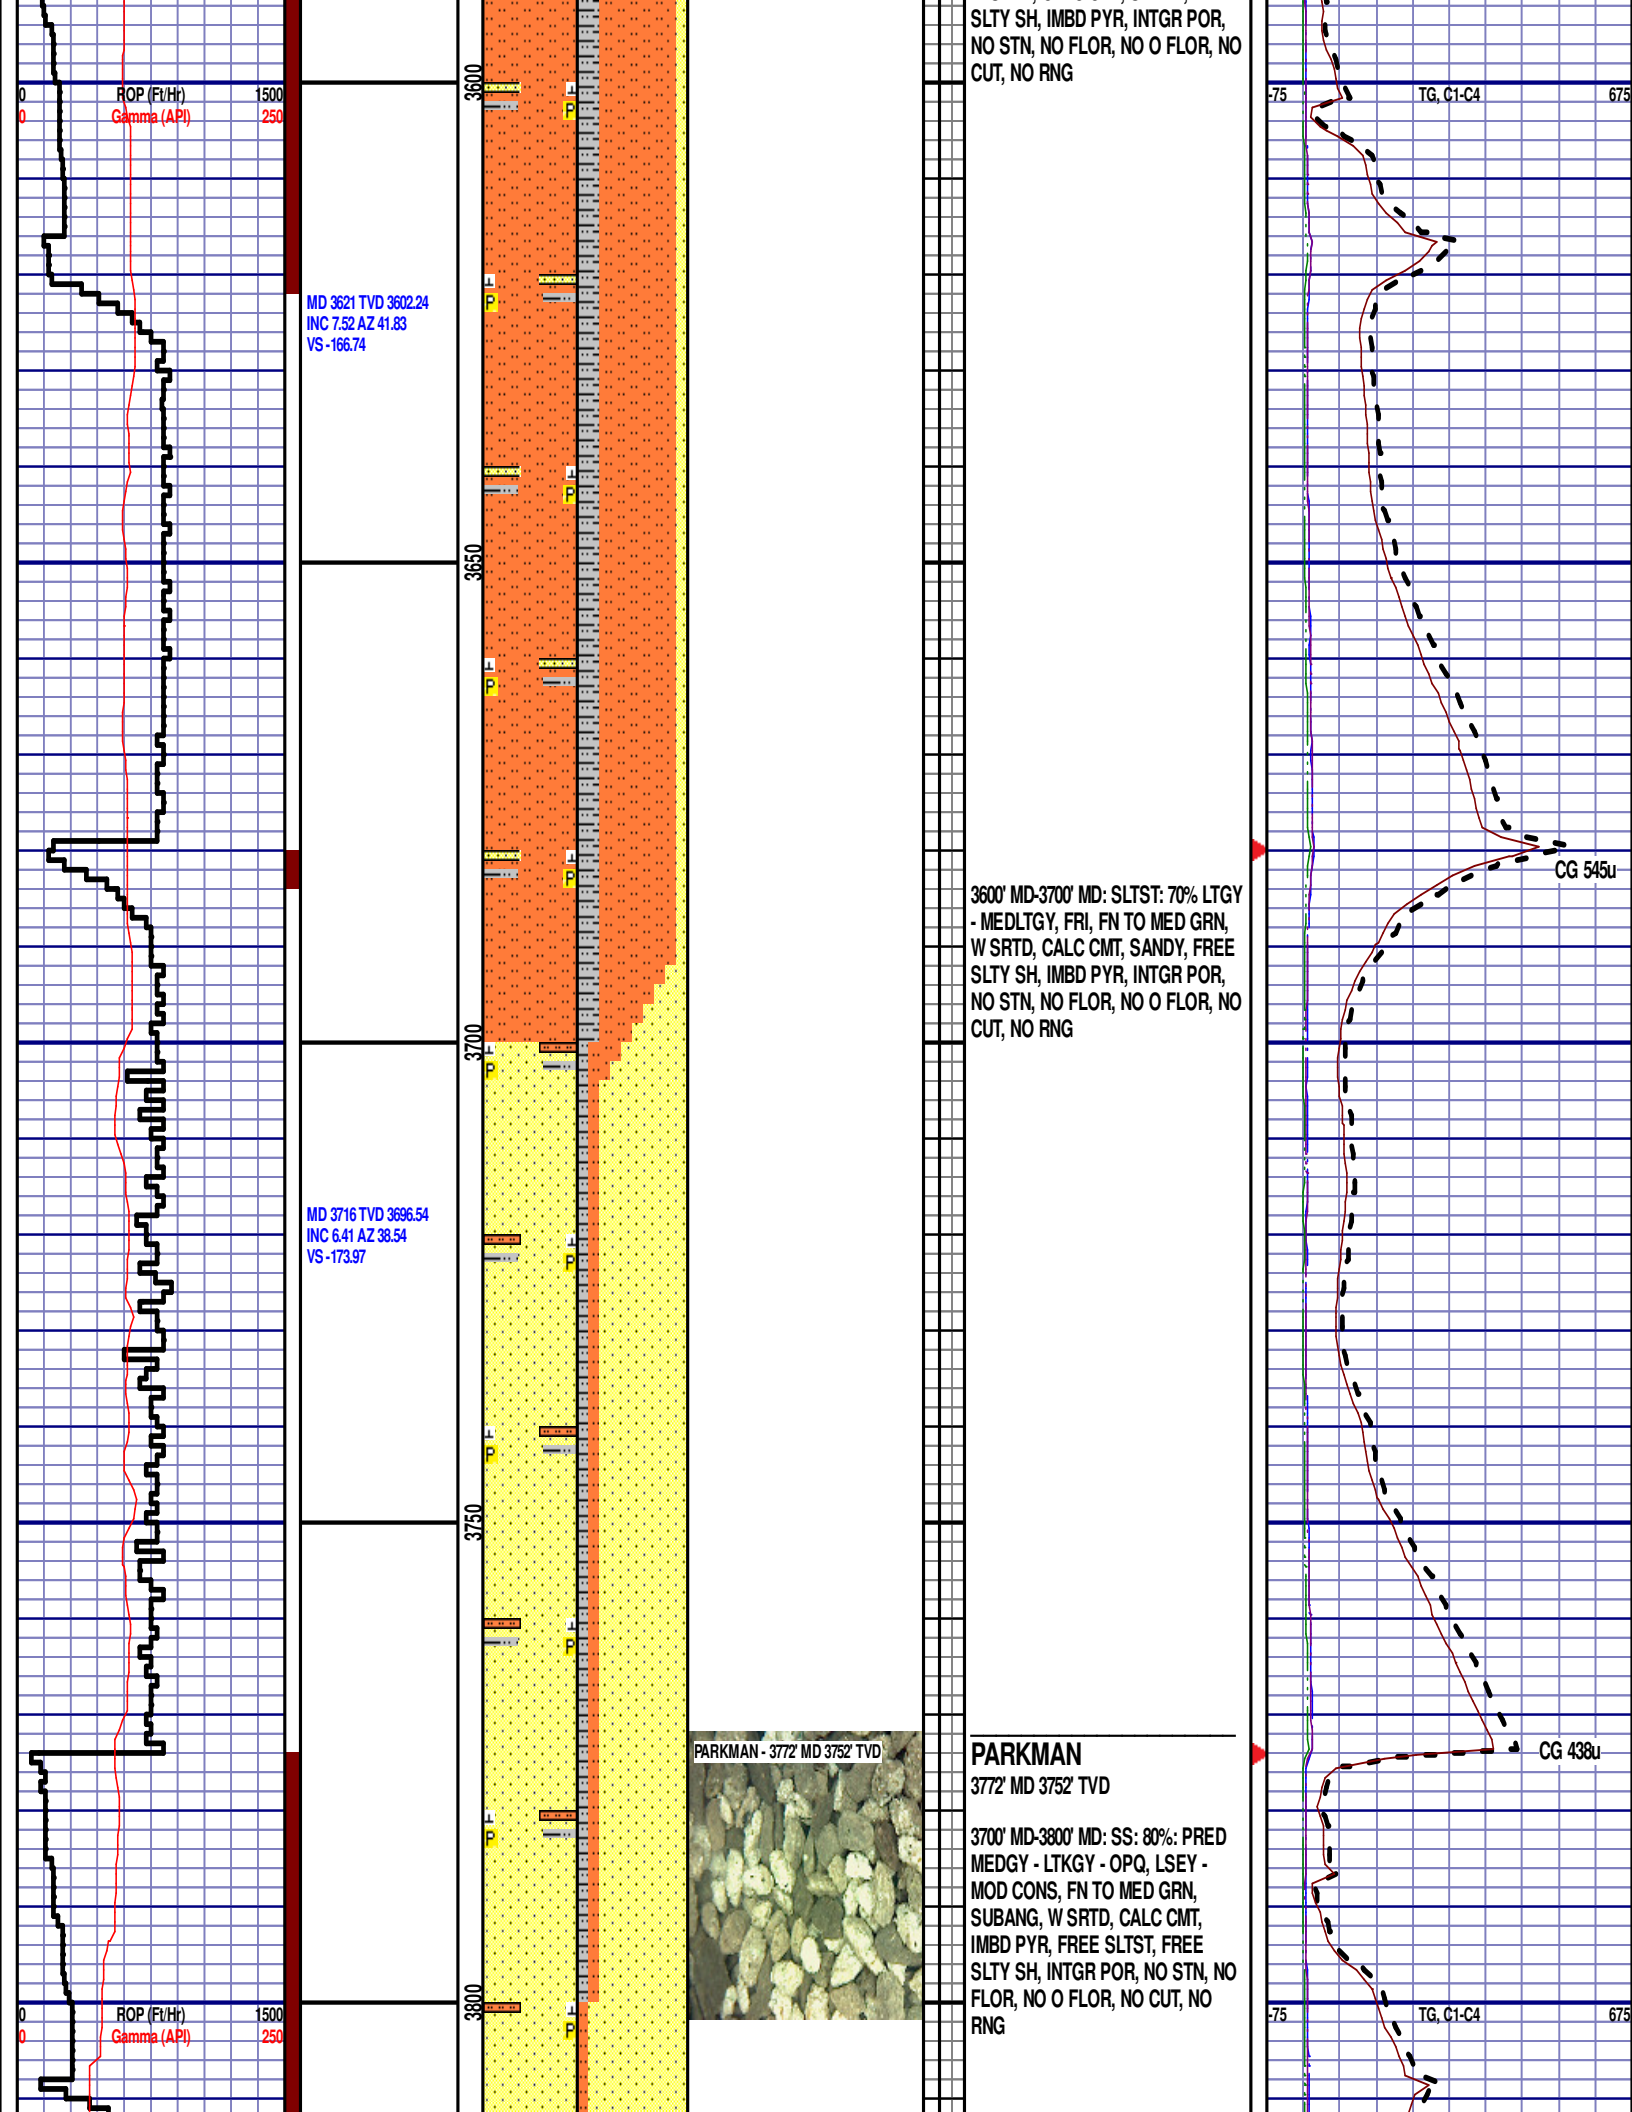 SLTY SH, IMBD PYR, INTGR POR,
NO STN, NO FLOR, NO O FLOR, NO
CUT, NO RNG
0 ROP (Ft/Hr) 1500
0 Gamma (API) 250
3600
-75 TG, C1-C4 675
MD 3621 TVD 3602.24
INC 7.52 AZ 41.83
VS -166.74
3650
CG 545u
3600' MD-3700' MD: SLTST: 70% LTGY
- MEDLTGY, FRI, FN TO MED GRN,
W SRTD, CALC CMT, SANDY, FREE
SLTY SH, IMBD PYR, INTGR POR,
NO STN, NO FLOR, NO O FLOR, NO
CUT, NO RNG
3700
MD 3716 TVD 3696.54
INC 6.41 AZ 38.54
VS -173.97
3750
PARKMAN - 3772' MD 3752' TVD
PARKMAN
3772' MD 3752' TVD
CG 438u
3700' MD-3800' MD: SS: 80%: PRED
MEDGY - LTKGY - OPQ, LSEY -
MOD CONS, FN TO MED GRN,
SUBANG, W SRTD, CALC CMT,
IMBD PYR, FREE SLTST, FREE
SLTY SH, INTGR POR, NO STN, NO
FLOR, NO O FLOR, NO CUT, NO
RNG
0 ROP (Ft/Hr) 1500
0 Gamma (API) 250
3800
-75 TG, C1-C4 675
P
P
P
P
P
P
P
P
P
P
P